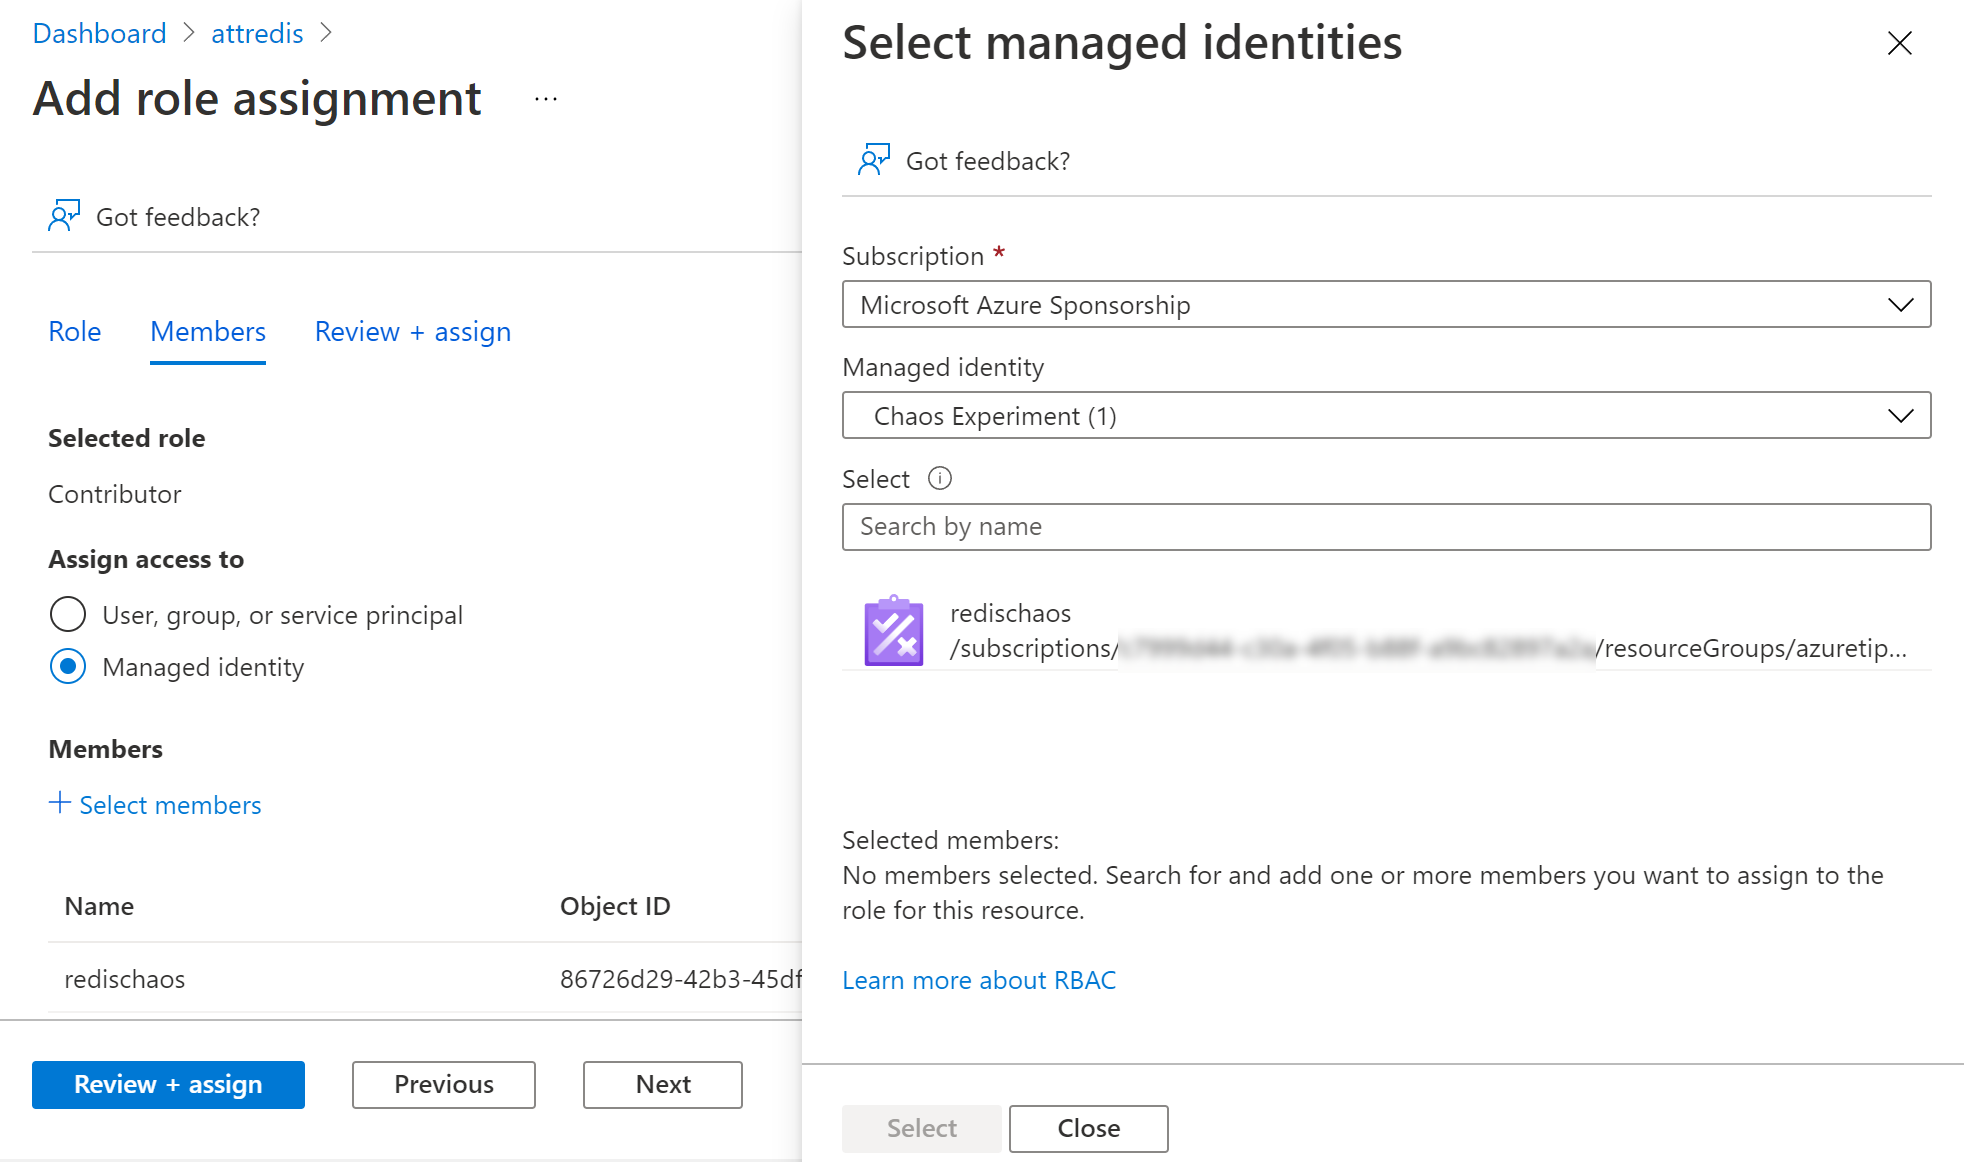 Dashboard > attredis >
Add role assignment ...
Got feedback?
Role Members Review + assign
Selected role
Contributor
Assign access to
User, group, or service principal
Managed identity
Members
+ Select members
Name Object ID
redischaos 86726d29-42b3-45df
Review + assign Previous Next
Select managed identities
Got feedback?
Subscription *
Microsoft Azure Sponsorship
Managed identity
Chaos Experiment (1)
Select
Search by name
redischaos
/subscriptions/ /resourceGroups/azuretip...
Selected members:
No members selected. Search for and add one or more members you want to assign to the
role for this resource.
Learn more about RBAC
Select Close